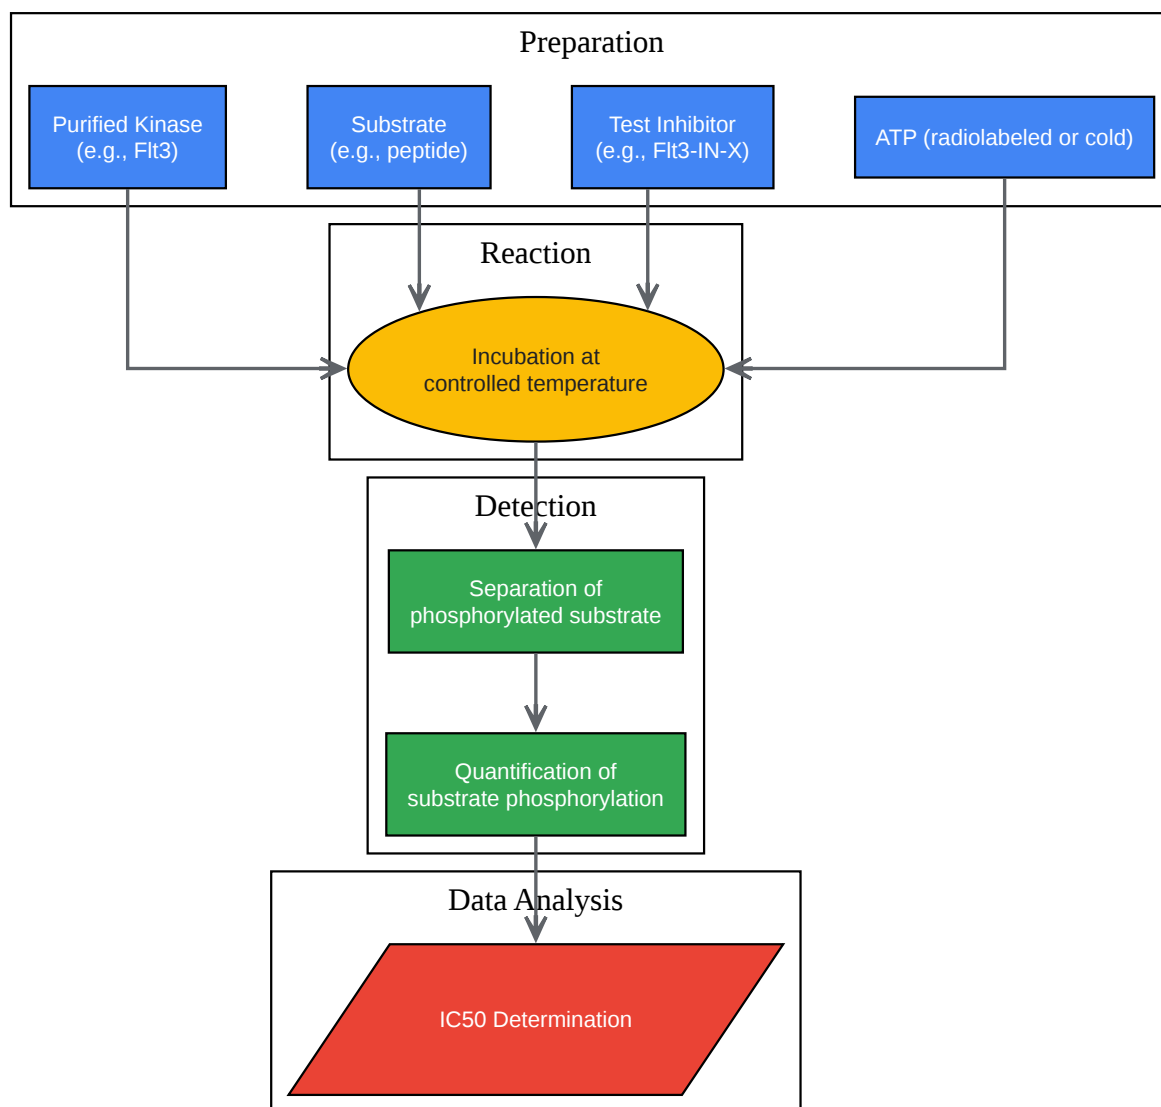 Preparation
Purified Kinase
(e.g., Flt3)
Substrate
(e.g., peptide)
Test Inhibitor
(e.g., Flt3-IN-X)
ATP (radiolabeled or cold)
Reaction
Incubation at
controlled temperature
Detection
Separation of
phosphorylated substrate
Quantification of
substrate phosphorylation
Data Analysis
IC50 Determination